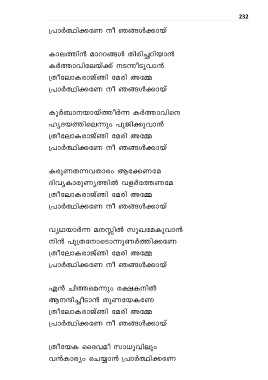 232
പ്രാർത്ഥിക്കണേ നീ ഞങ്ങൾക്കായ്
കാലത്തിൻ മാററങ്ങൾ തിരിച്ചറിയാൻ
കർത്താവിലേയ്ക്ക് നടന്നീടുവാൻ
ത്രീലോകരാജ്ഞി മേരി അമ്മേ
പ്രാർത്ഥിക്കണേ നീ ഞങ്ങൾക്കായ്
കുർബാനയായ്ത്തീർന്ന കർത്താവിനെ
ഹൃദയത്തിലെന്നും പൂജിക്കുവാൻ
ത്രീലോകരാജ്ഞി മേരി അമ്മേ
പ്രാർത്ഥിക്കണേ നീ ഞങ്ങൾക്കായ്
കരുണതന്നവതാരം ആക്കേണമേ
ദിവ്യകാരുണ്യത്തിൽ വളർത്തേണമേ
ത്രീലോകരാജ്ഞി മേരി അമ്മേ
പ്രാർത്ഥിക്കണേ നീ ഞങ്ങൾക്കായ്
വ്യഥയാർന്ന മനസ്സിൽ സുഖമേകുവാൻ
നിൻ പുത്രനോടൊന്നുണർത്തിക്കണേ
ത്രീലോകരാജ്ഞി മേരി അമ്മേ
പ്രാർത്ഥിക്കണേ നീ ഞങ്ങൾക്കായ്
എൻ ചിത്തമെന്നും രക്ഷകനിൽ
ആനന്ദിച്ചീടാൻ തുണയേകണേ
ത്രീലോകരാജ്ഞി മേരി അമ്മേ
പ്രാർത്ഥിക്കണേ നീ ഞങ്ങൾക്കായ്
ത്രീയേക ദൈവമീ സാധുവിലും
വൻകാര്യം ചെയ്യാൻ പ്രാർത്ഥിക്കണേ